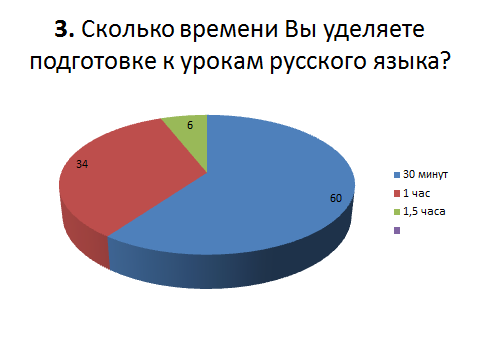 3. Сколько времени Вы уделяете
подготовке к урокам русского языка?
6
34
60
30 минут
1 час
1,5 часа